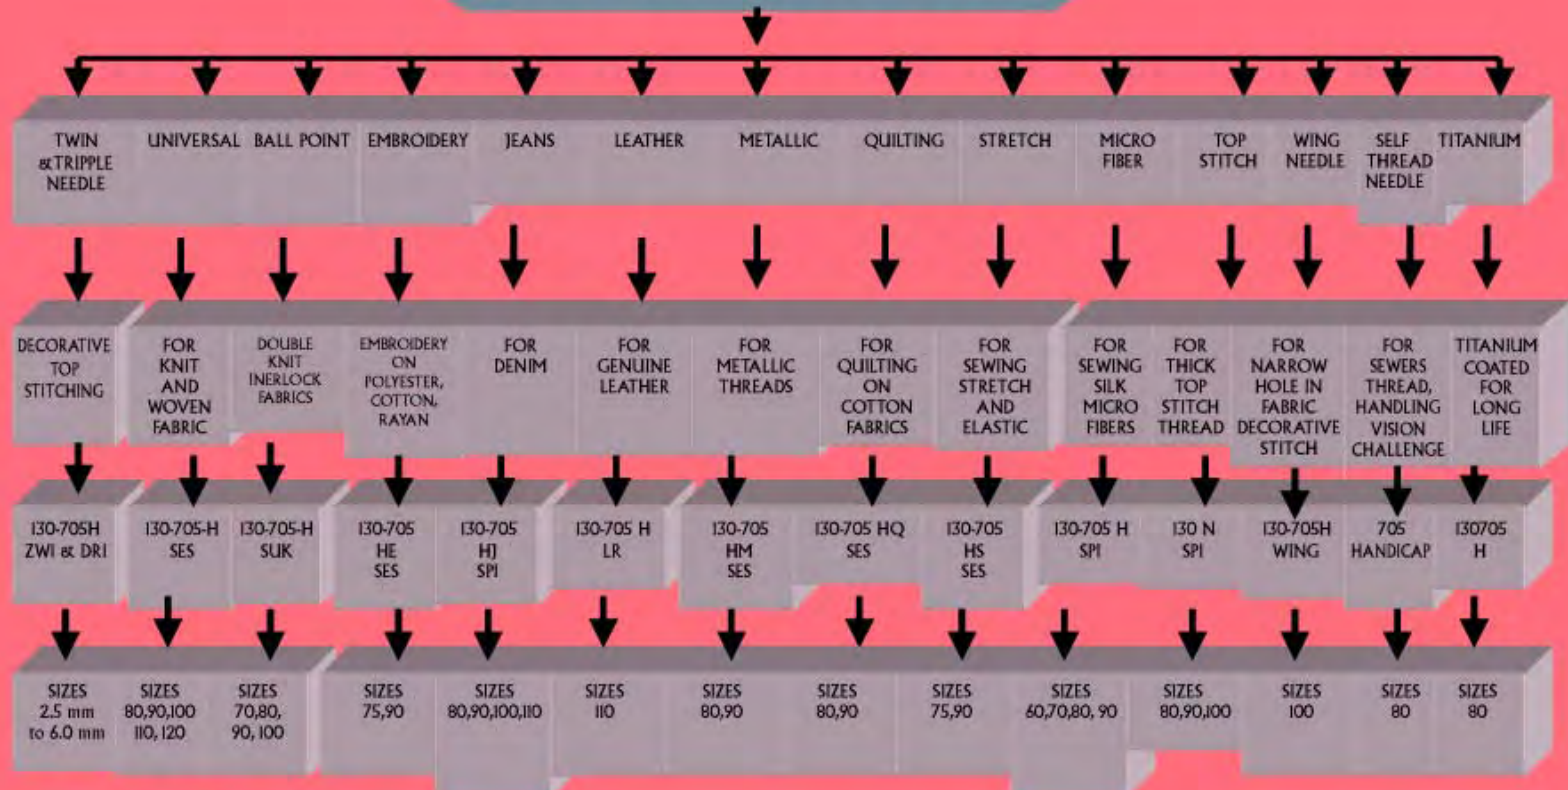 TWIN
&TRIPPLE
NEEDLE
UNIVERSAL
BALL POINT
EMBROIDERY
JEANS
LEATHER
METALLIC
QUILTING
STRETCH
MICRO
FIBER
TOP
STITCH
WING
NEEDLE
SELF
THREAD
NEEDLE
TITANIUM
DECORATIVE
TOP
STITCHING
FOR
KNIT
AND
WOVEN
FABRIC
DOUBLE
KNIT
INERLOCK
FABRICS
EMBROIDERY
ON
POLYESTER,
COTTON,
RAYAN
FOR
DENIM
FOR
GENUINE
LEATHER
FOR
METALLIC
THREADS
FOR
QUILTING
ON
COTTON
FABRICS
FOR
SEWING
STRETCH
AND
ELASTIC
FOR
SEWING
SILK
MICRO
FIBERS
FOR
THICK
TOP
STITCH
THREAD
FOR
NARROW
HOLE IN
FABRIC
DECORATIVE
STITCH
FOR
SEWERS
THREAD,
HANDLING
VISION
CHALLENGE
TITANIUM
COATED
FOR
LONG
LIFE
130-705H
ZWI & DRI
130-705-H
SES
130-705-H
SUK
130-705
HE
SES
130-705
HJ
SPI
130-705 H
LR
130-705
HM
SES
130-705 HQ
SES
130-705
HS
SES
130-705 H
SPI
130 N
SPI
130-705H
WING
705
HANDICAP
130705
H
SIZES
2.5 mm
to 6.0 mm
SIZES
80,90,100
110, 120
SIZES
70,80,
90, 100
SIZES
75,90
SIZES
80,90,100,110
SIZES
110
SIZES
80,90
SIZES
80,90
SIZES
75,90
SIZES
60,70,80, 90
SIZES
80,90,100
SIZES
100
SIZES
80
SIZES
80